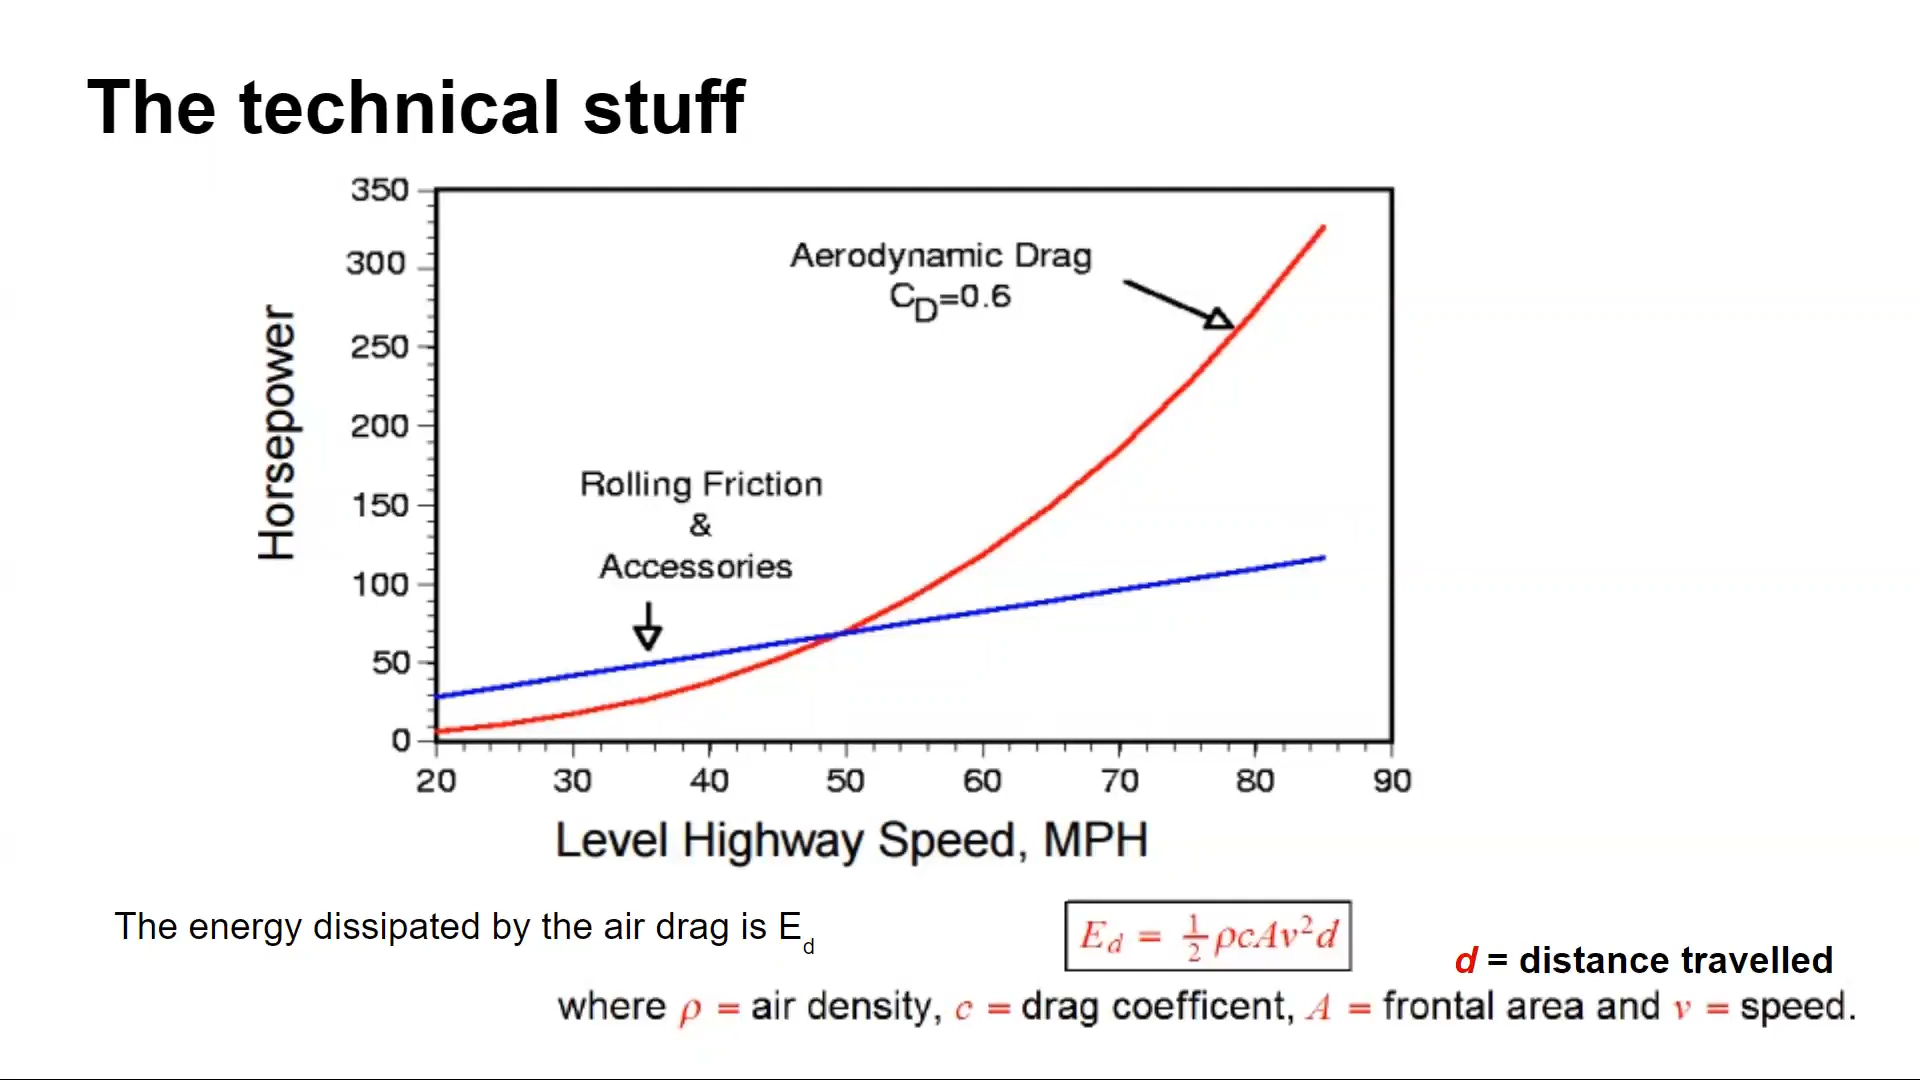 The technical stuff
350
300
250
200
150
100
50
0
Horsepower
Aerodynamic Drag
C_D=0.6
Rolling Friction
&
Accessories
20 30 40 50 60 70 80 90
Level Highway Speed, MPH
The energy dissipated by the air drag is E_d
E_d = ½ρcAv²d
d = distance travelled
where ρ = air density, c = drag coefficent, A = frontal area and v = speed.